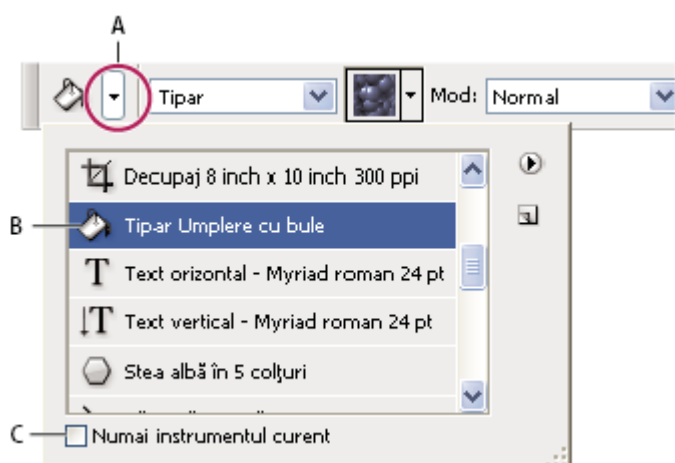 A
Tipar Mod: Normal
Decupaj 8 inch x 10 inch 300 ppi
B Tipar Umplere cu bule
T Text orizontal - Myriad roman 24 pt
T Text vertical - Myriad roman 24 pt
Stea albă în 5 colțuri
C Numai instrumentul curent